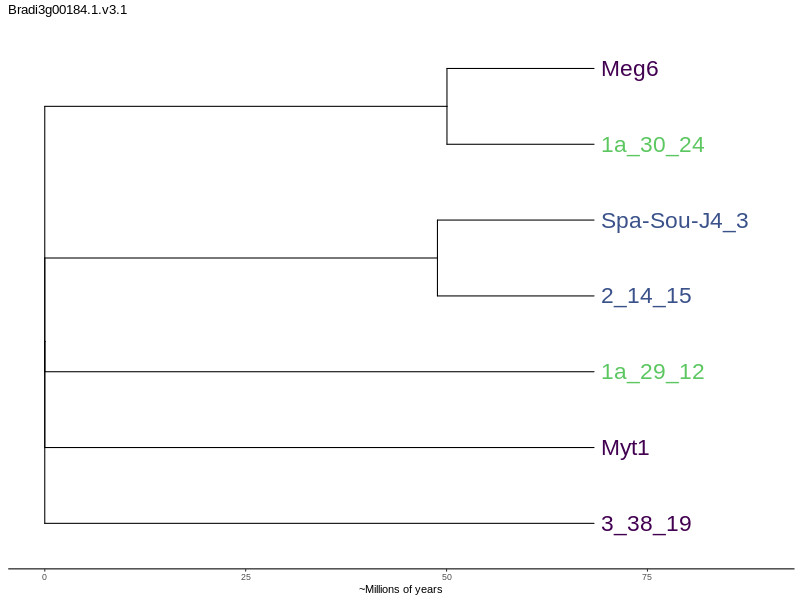 Bradi3g00184.1.v3.1
Meg6
1a_30_24
Spa-Sou-J4_3
2_14_15
1a_29_12
Myt1
3_38_19
0 25 50 75
~Millions of years